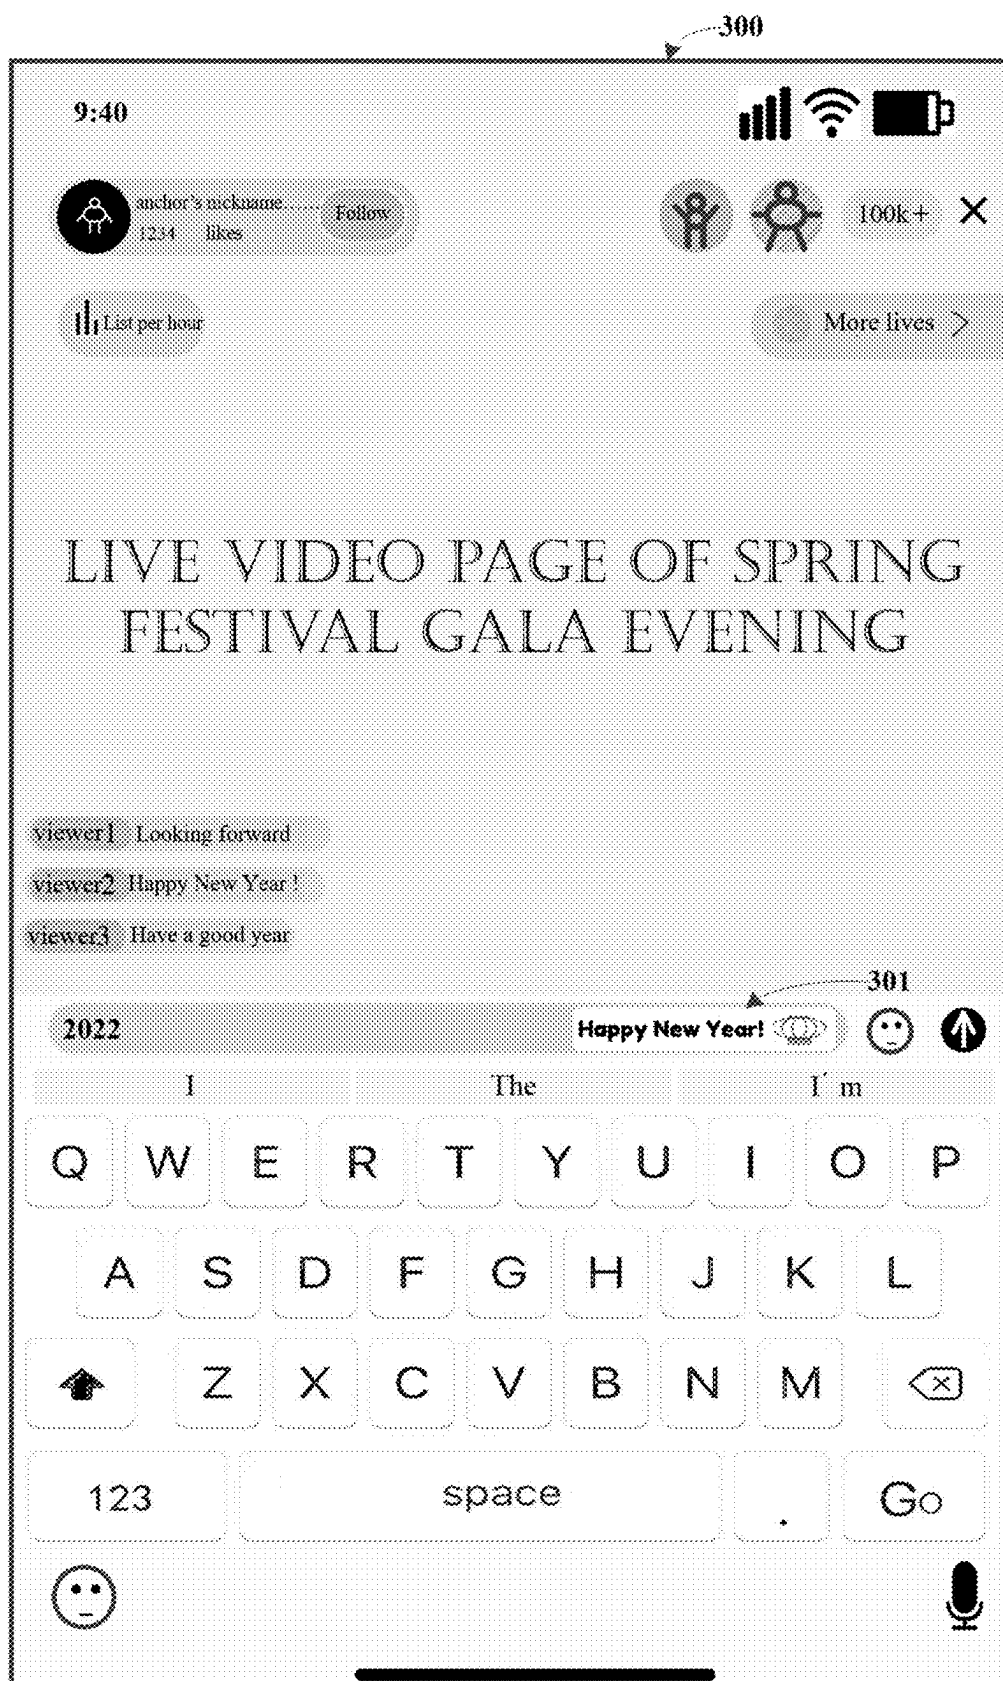 300
9:40
anchor's nickname...... Follow
1234 likes
100k+
List per hour
More lives
LIVE VIDEO PAGE OF SPRING
FESTIVAL GALA EVENING
viewer1 Looking forward
viewer2 Happy New Year !
viewer3 Have a good year
301
2022 Happy New Year!
I The I´ m
Q W E R T Y U I O P
A S D F G H J K L
Z X C V B N M
123 space . Go